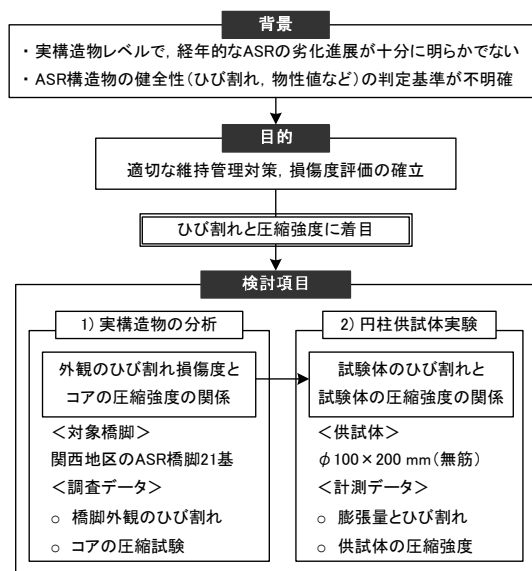 背景
・実構造物レベルで，経年的なASRの劣化進展が十分に明らかでない
・ASR構造物の健全性（ひび割れ，物性値など）の判定基準が不明確
目的
適切な維持管理対策，損傷度評価の確立
ひび割れと圧縮強度に着目
検討項目
1) 実構造物の分析
外観のひび割れ損傷度と
コアの圧縮強度の関係
＜対象橋脚＞
関西地区のASR橋脚21基
＜調査データ＞
○ 橋脚外観のひび割れ
○ コアの圧縮試験
2) 円柱供試体実験
試験体のひび割れと
試験体の圧縮強度の関係
＜供試体＞
φ100×200 mm（無筋）
＜計測データ＞
○ 膨張量とひび割れ
○ 供試体の圧縮強度